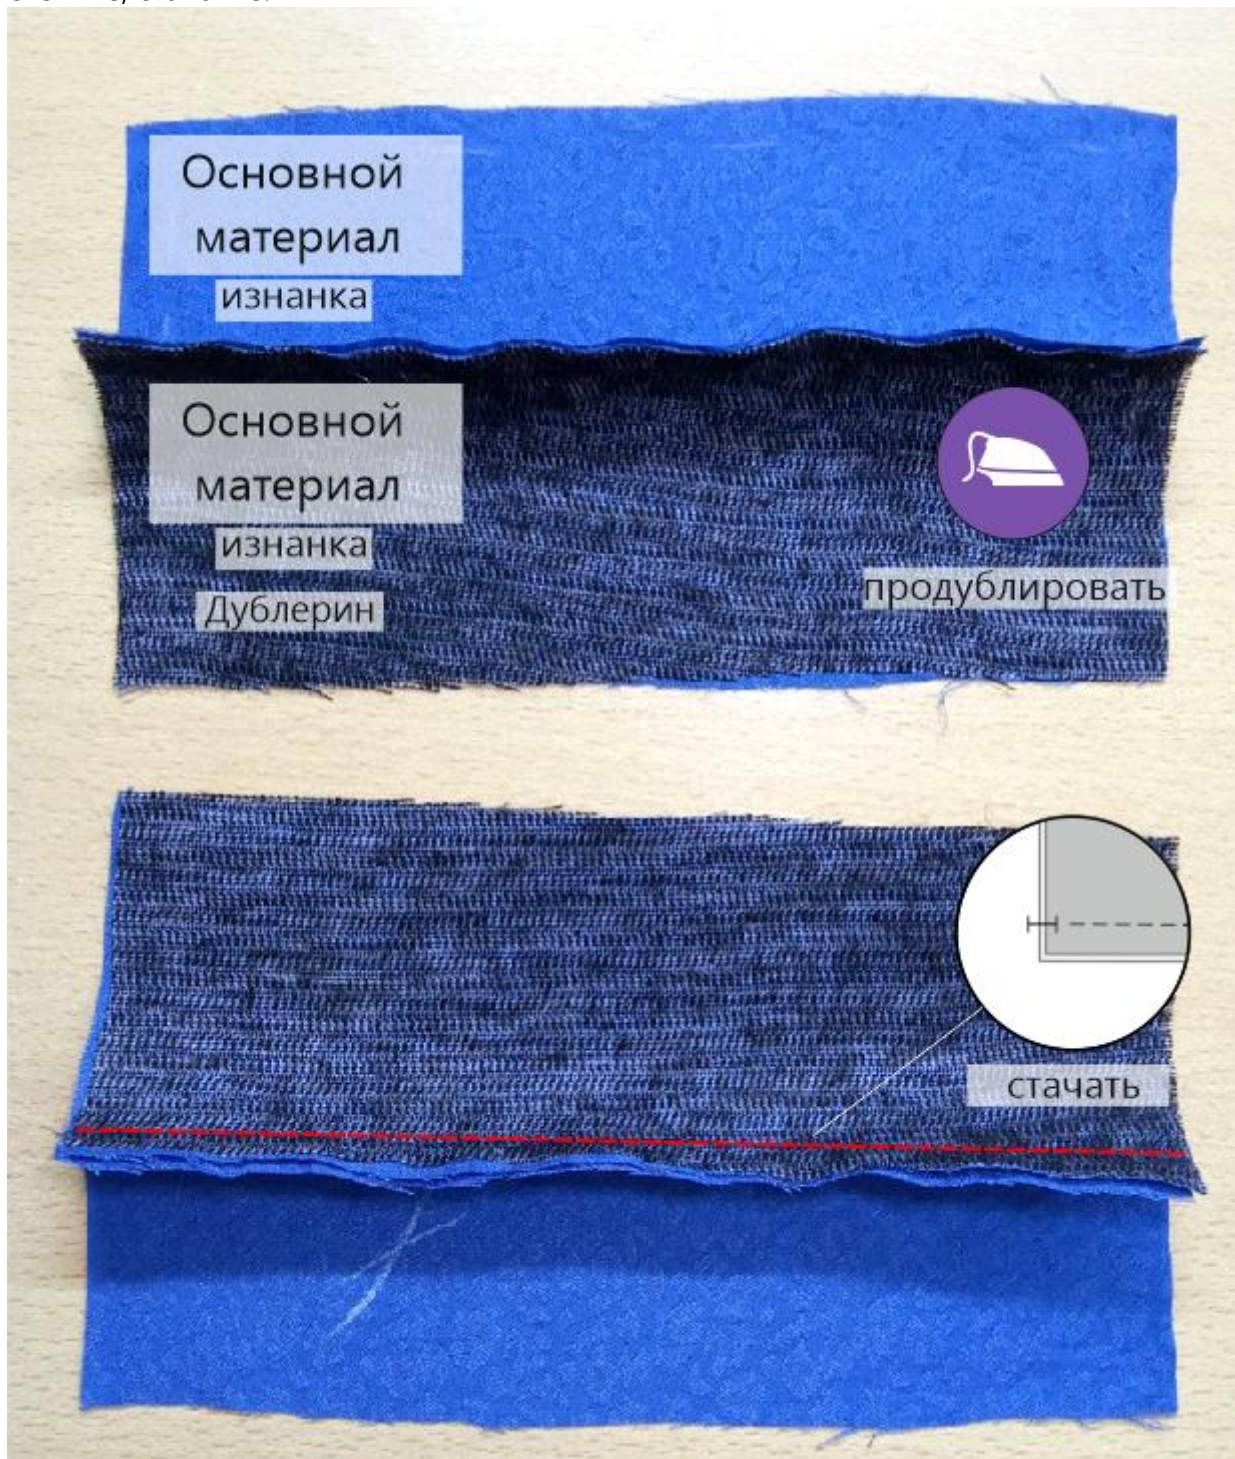 Основной
материал
изнанка
Основной
материал
изнанка
Дублерин
продублировать
стачать